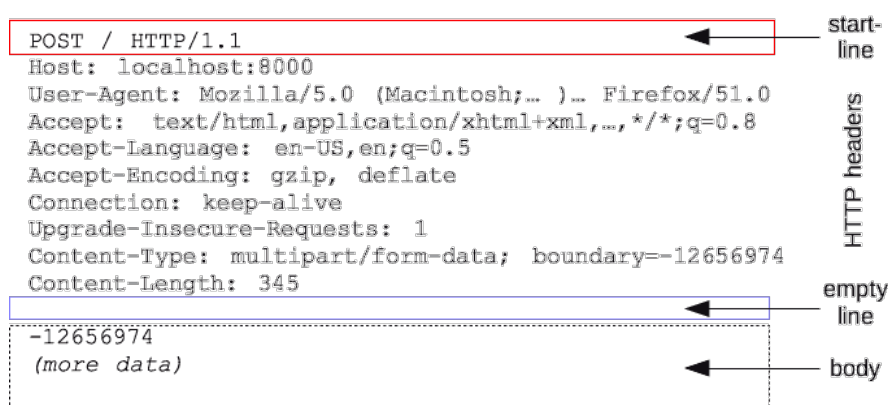 POST / HTTP/1.1
Host: localhost:8000
User-Agent: Mozilla/5.0 (Macintosh;… )… Firefox/51.0
Accept: text/html,application/xhtml+xml,…,*/*;q=0.8
Accept-Language: en-US,en;q=0.5
Accept-Encoding: gzip, deflate
Connection: keep-alive
Upgrade-Insecure-Requests: 1
Content-Type: multipart/form-data; boundary=-12656974
Content-Length: 345
-12656974
(more data)
start-
line
HTTP headers
empty
line
body